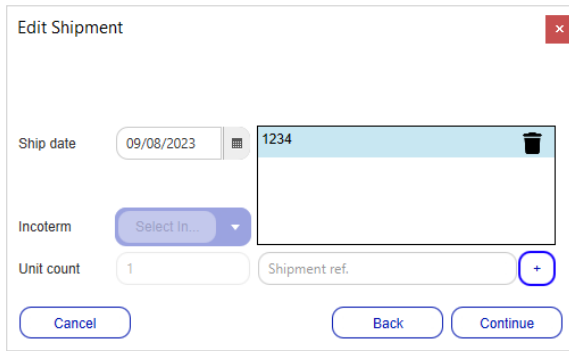 Edit Shipment
Ship date
09/08/2023
1234
Incoterm
Select In...
Unit count
1
Shipment ref.
+
Cancel
Back
Continue